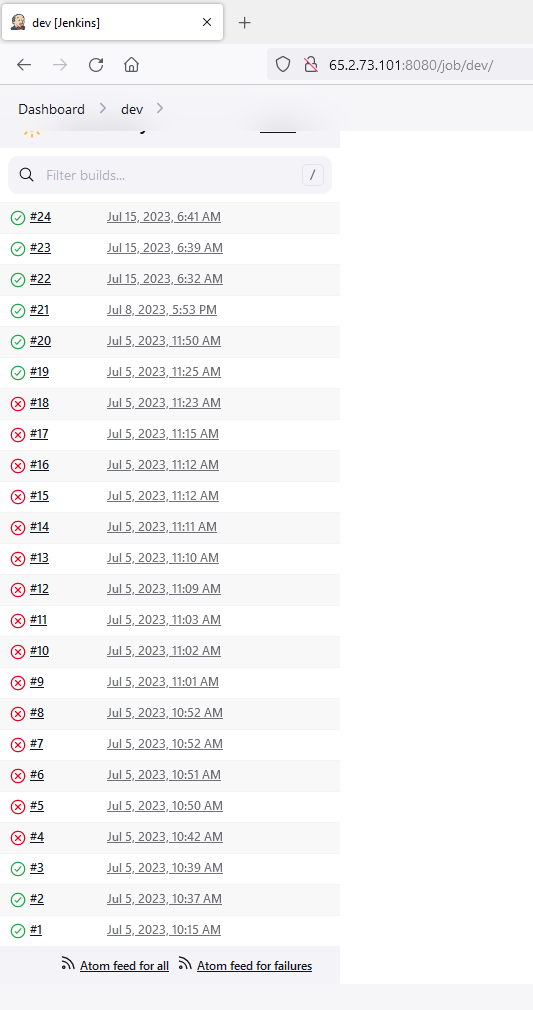 dev [Jenkins]
65.2.73.101:8080/job/dev/
Dashboard > dev >
Filter builds... /
#24 Jul 15, 2023, 6:41 AM
#23 Jul 15, 2023, 6:39 AM
#22 Jul 15, 2023, 6:32 AM
#21 Jul 8, 2023, 5:53 PM
#20 Jul 5, 2023, 11:50 AM
#19 Jul 5, 2023, 11:25 AM
#18 Jul 5, 2023, 11:23 AM
#17 Jul 5, 2023, 11:15 AM
#16 Jul 5, 2023, 11:12 AM
#15 Jul 5, 2023, 11:12 AM
#14 Jul 5, 2023, 11:11 AM
#13 Jul 5, 2023, 11:10 AM
#12 Jul 5, 2023, 11:09 AM
#11 Jul 5, 2023, 11:03 AM
#10 Jul 5, 2023, 11:02 AM
#9 Jul 5, 2023, 11:01 AM
#8 Jul 5, 2023, 10:52 AM
#7 Jul 5, 2023, 10:52 AM
#6 Jul 5, 2023, 10:51 AM
#5 Jul 5, 2023, 10:50 AM
#4 Jul 5, 2023, 10:42 AM
#3 Jul 5, 2023, 10:39 AM
#2 Jul 5, 2023, 10:37 AM
#1 Jul 5, 2023, 10:15 AM
Atom feed for all Atom feed for failures